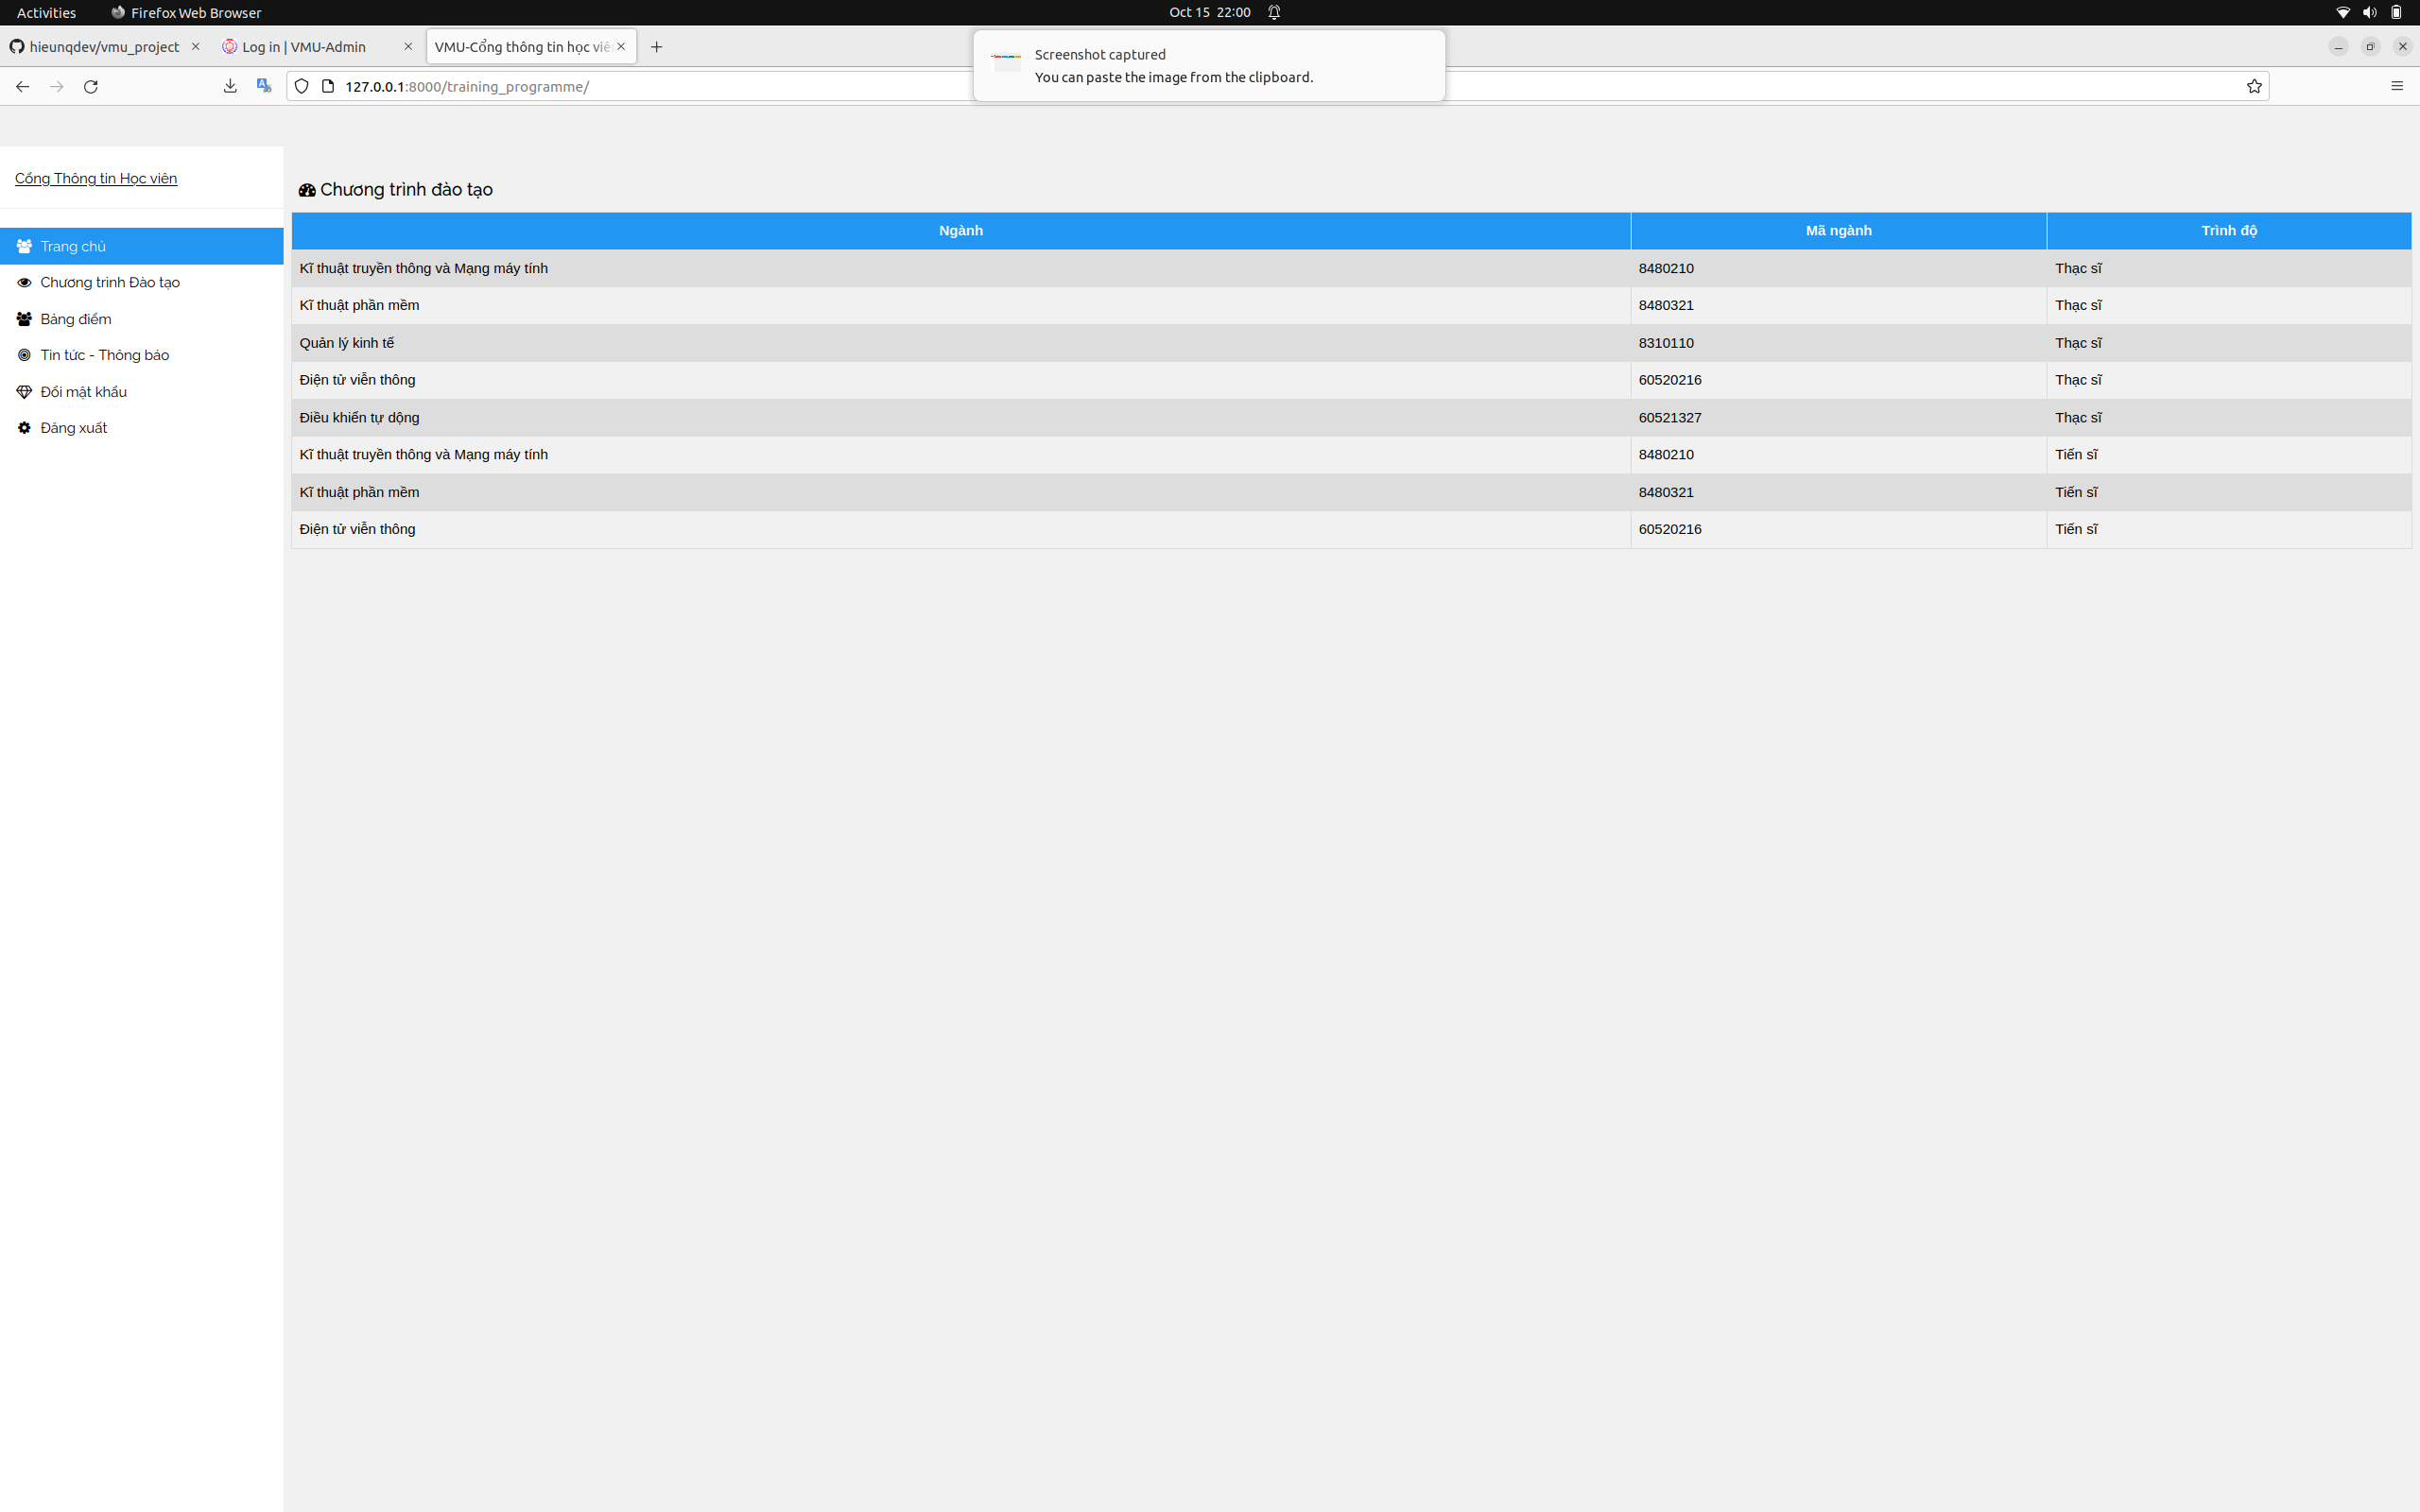 Activities Firefox Web Browser Oct 15 22:00
hieunqdev/vmu_project Log in | VMU-Admin VMU-Cổng thông tin học viê
Screenshot captured
You can paste the image from the clipboard.
127.0.0.1:8000/training_programme/
Cổng Thông tin Học viên
Trang chủ
Chương trình Đào tạo
Bảng điểm
Tin tức - Thông báo
Đổi mật khẩu
Đăng xuất
Chương trình đào tạo
Ngành Mã ngành Trình độ
Kĩ thuật truyền thông và Mạng máy tính 8480210 Thạc sĩ
Kĩ thuật phần mềm 8480321 Thạc sĩ
Quản lý kinh tế 8310110 Thạc sĩ
Điện tử viễn thông 60520216 Thạc sĩ
Điều khiển tự động 60521327 Thạc sĩ
Kĩ thuật truyền thông và Mạng máy tính 8480210 Tiến sĩ
Kĩ thuật phần mềm 8480321 Tiến sĩ
Điện tử viễn thông 60520216 Tiến sĩ